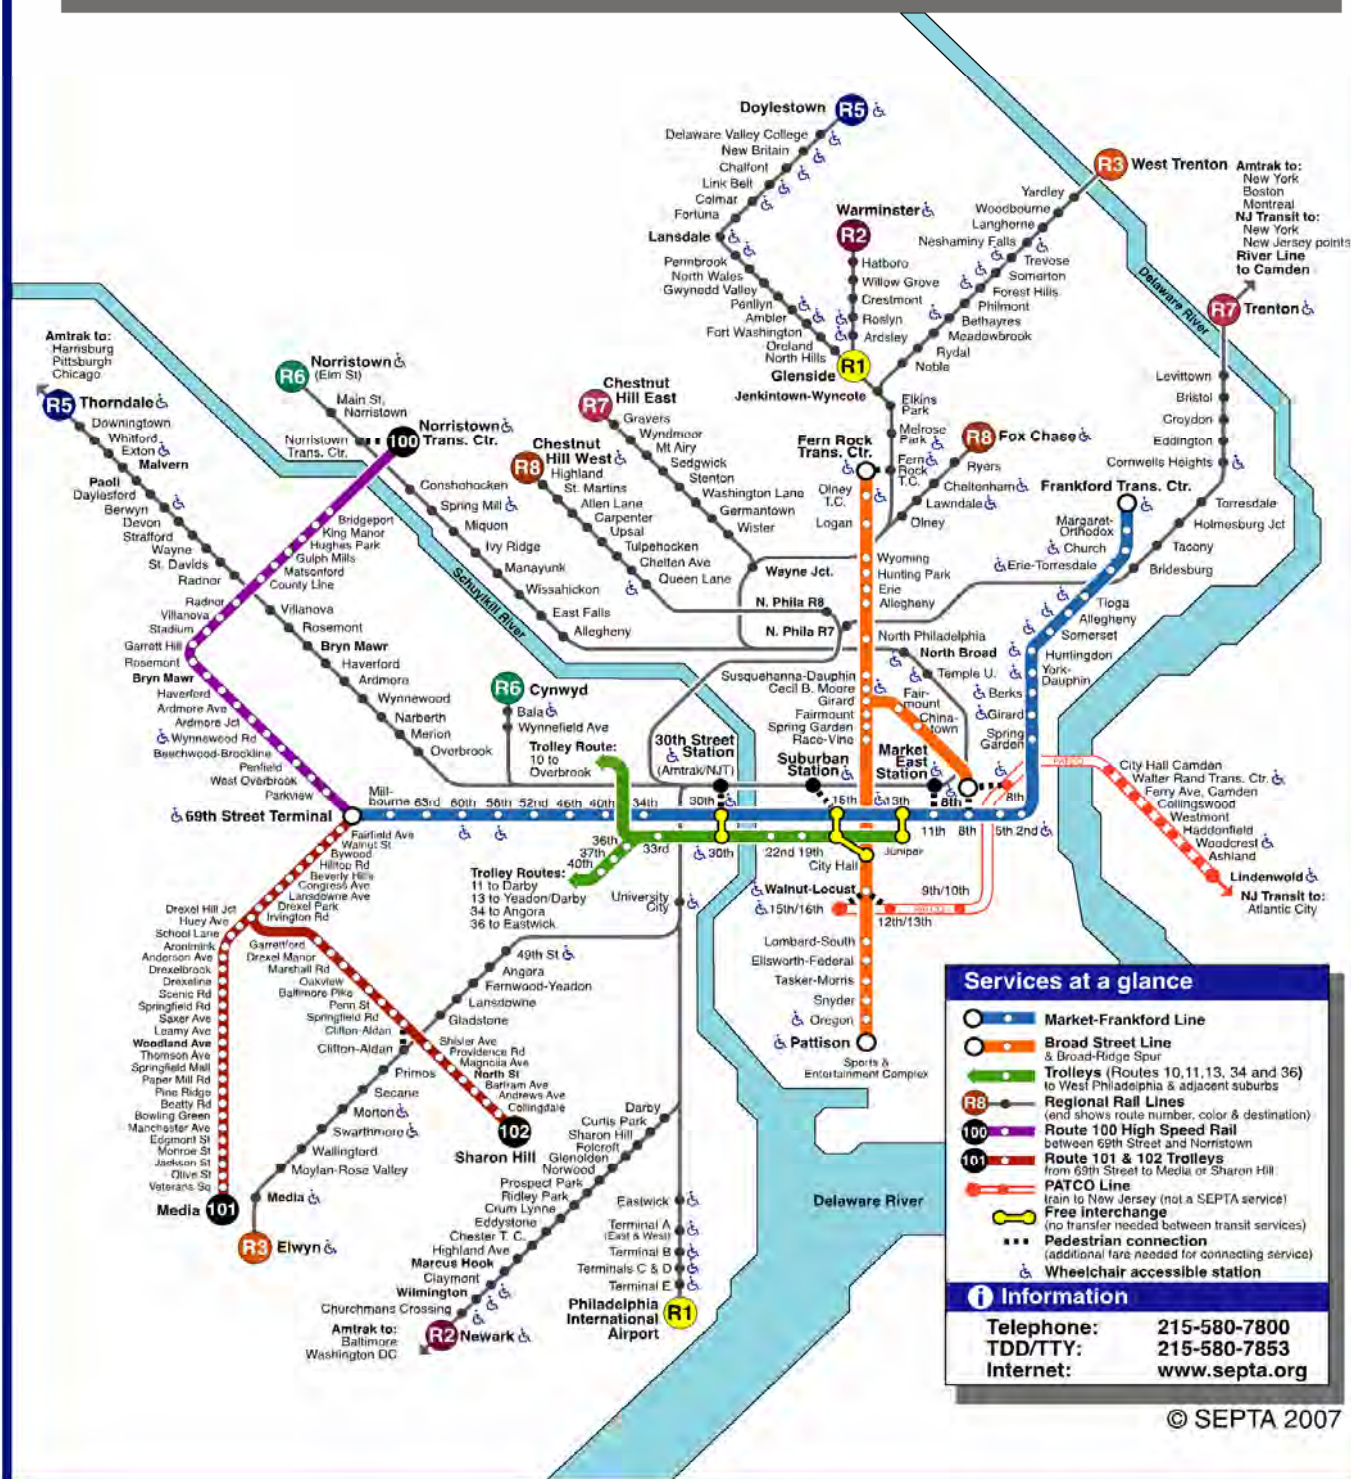 Doylestown R5
Delaware Valley College
New Britain
Chalfont
Link Belt
Colmar
Fortuna
Lansdale
Pennbrook
North Wales
Gwynedd Valley
Penllyn
Ambler
Fort Washington
Oreland
North Hills
Glenside R1
Jenkintown-Wyncote
Warminster
R2
Hatboro
Willow Grove
Crestmont
Roslyn
Ardsley
R3 West Trenton
Yardley
Woodbourne
Langhorne
Neshaminy Falls
Trevose
Somerton
Forest Hills
Philmont
Bethayres
Meadowbrook
Rydal
Noble
Elkins
Park
Melrose
Park
Fern
Rock
T.C.
Amtrak to:
New York
Boston
Montreal
NJ Transit to:
New York
New Jersey points
River Line
to Camden
R7 Trenton
Delaware River
Levittown
Bristol
Croydon
Eddington
Cornwells Heights
Torresdale
Holmesburg Jct
Tacony
Bridesburg
Amtrak to:
Harrisburg
Pittsburgh
Chicago
R5 Thorndale
Downingtown
Whitford
Exton
Malvern
Paoli
Daylesford
Berwyn
Devon
Strafford
Wayne
St. Davids
Radnor
Villanova
Rosemont
Bryn Mawr
Haverford
Ardmore
Wynnewood
Narberth
Merion
Overbrook
R6 Norristown
(Elm St)
Main St,
Norristown
Norristown
Trans. Ctr.
100 Norristown
Trans. Ctr.
Conshohocken
Spring Mill
Miquon
Ivy Ridge
Manayunk
Wissahickon
East Falls
Allegheny
Schuylkill River
Bridgeport
King Manor
Hughes Park
Gulph Mills
Matsonford
County Line
Radnor
Villanova
Stadium
Garrett Hill
Rosemont
Bryn Mawr
Haverford
Ardmore Ave
Ardmore Jct
Wynnewood Rd
Beechwood-Brookline
Penfield
West Overbrook
Parkview
69th Street Terminal
Chestnut
Hill East
R7
Gravers
Wyndmoor
Mt Airy
Sedgwick
Stenton
Washington Lane
Germantown
Wister
Wayne Jct.
Chestnut
Hill West
R8
Highland
St. Martins
Allen Lane
Carpenter
Upsal
Tulpehocken
Chelten Ave
Queen Lane
N. Phila R8
N. Phila R7
R8 Fox Chase
Ryers
Cheltenham
Lawndale
Olney
Fern Rock
Trans. Ctr.
Olney
T.C.
Logan
Wyoming
Hunting Park
Erie
Allegheny
North Philadelphia
North Broad
Temple U.
Susquehanna-Dauphin
Cecil B. Moore
Girard
Fairmount
Spring Garden
Race-Vine
Fair-
mount
China-
town
Frankford Trans. Ctr.
Margaret-
Orthodox
Church
Erie-Torresdale
Tioga
Allegheny
Somerset
Huntingdon
York-
Dauphin
Berks
Girard
Spring
Garden
R6 Cynwyd
Bala
Wynnefield Ave
Trolley Route:
10 to
Overbrook
30th Street
Station
(Amtrak/NJT)
Suburban
Station
Market
East
Station
8th
8th
Mill-
bourne 63rd 60th 56th 52nd 46th 40th 34th 30th 15th 13th
11th 8th 5th 2nd
36th
37th
40th
33rd 30th 22nd 19th
City Hall
Juniper
Trolley Routes:
11 to Darby
13 to Yeadon/Darby
34 to Angora
36 to Eastwick
University
City
Walnut-Locust
15th/16th
9th/10th
PATCO
12th/13th
Lombard-South
Ellsworth-Federal
Tasker-Morris
Snyder
Oregon
Pattison
Sports &
Entertainment Complex
PATCO
City Hall Camden
Walter Rand Trans. Ctr.
Ferry Ave, Camden
Collingswood
Westmont
Haddonfield
Woodcrest
Ashland
Lindenwold
NJ Transit to:
Atlantic City
Fairfield Ave
Walnut St
Bywood
Hilltop Rd
Beverly Hills
Congress Ave
Lansdowne Ave
Drexel Park
Irvington Rd
Drexel Hill Jct
Huey Ave
School Lane
Aronimink
Anderson Ave
Drexelbrook
Drexeline
Scenic Rd
Springfield Rd
Saxer Ave
Leamy Ave
Woodland Ave
Thomson Ave
Springfield Mall
Paper Mill Rd
Pine Ridge
Beatty Rd
Bowling Green
Manchester Ave
Edgmont St
Monroe St
Jackson St
Olive St
Veterans Sq
Media 101
Garrettford
Drexel Manor
Marshall Rd
Oakview
Baltimore Pike
Penn St
Springfield Rd
Clifton-Aldan
Clifton-Aldan
Shisler Ave
Providence Rd
Magnolia Ave
North St
Bartram Ave
Andrews Ave
Collingdale
102
Sharon Hill
49th St
Angora
Fernwood-Yeadon
Lansdowne
Gladstone
Primos
Secane
Morton
Swarthmore
Wallingford
Moylan-Rose Valley
Media
R3 Elwyn
Darby
Curtis Park
Sharon Hill
Folcroft
Glenolden
Norwood
Prospect Park
Ridley Park
Crum Lynne
Eddystone
Chester T. C.
Highland Ave
Marcus Hook
Claymont
Wilmington
Churchmans Crossing
R2 Newark
Amtrak to:
Baltimore
Washington DC
Eastwick
Terminal A
(East & West)
Terminal B
Terminals C & D
Terminal E
Philadelphia
International
Airport
R1
Delaware River
Services at a glance
Market-Frankford Line
Broad Street Line
& Broad-Ridge Spur
Trolleys (Routes 10,11,13, 34 and 36)
to West Philadelphia & adjacent suburbs
R8 Regional Rail Lines
(end shows route number, color & destination)
100 Route 100 High Speed Rail
between 69th Street and Norristown
101 Route 101 & 102 Trolleys
from 69th Street to Media or Sharon Hill
PATCO Line
train to New Jersey (not a SEPTA service)
Free interchange
(no transfer needed between transit services)
Pedestrian connection
(additional fare needed for connecting service)
Wheelchair accessible station
i Information
Telephone: 215-580-7800
TDD/TTY: 215-580-7853
Internet: www.septa.org
© SEPTA 2007